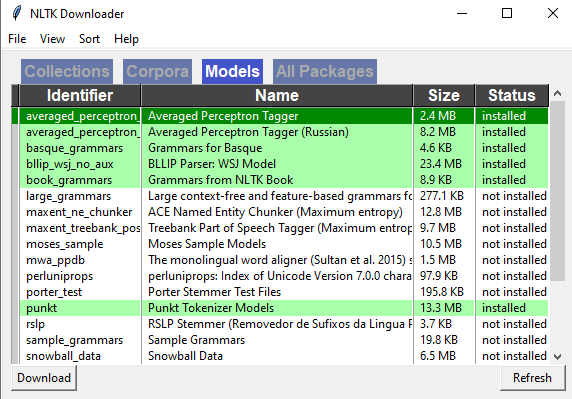 NLTK Downloader
File View Sort Help
Collections Corpora Models All Packages
Identifier Name Size Status
averaged_perceptron_ Averaged Perceptron Tagger 2.4 MB installed
averaged_perceptron_ Averaged Perceptron Tagger (Russian) 8.2 MB installed
basque_grammars Grammars for Basque 4.6 KB installed
bllip_wsj_no_aux BLLIP Parser: WSJ Model 23.4 MB installed
book_grammars Grammars from NLTK Book 8.9 KB installed
large_grammars Large context-free and feature-based grammars fo 277.1 KB not installed
maxent_ne_chunker ACE Named Entity Chunker (Maximum entropy) 12.8 MB not installed
maxent_treebank_pos Treebank Part of Speech Tagger (Maximum entrop 9.7 MB not installed
moses_sample Moses Sample Models 10.5 MB not installed
mwa_ppdb The monolingual word aligner (Sultan et al. 2015) s 1.5 MB not installed
perluniprops perluniprops: Index of Unicode Version 7.0.0 chara 97.9 KB not installed
porter_test Porter Stemmer Test Files 195.8 KB not installed
punkt Punkt Tokenizer Models 13.3 MB installed
rslp RSLP Stemmer (Removedor de Sufixos da Lingua P 3.7 KB not installed
sample_grammars Sample Grammars 19.8 KB not installed
snowball_data Snowball Data 6.5 MB not installed
Download Refresh